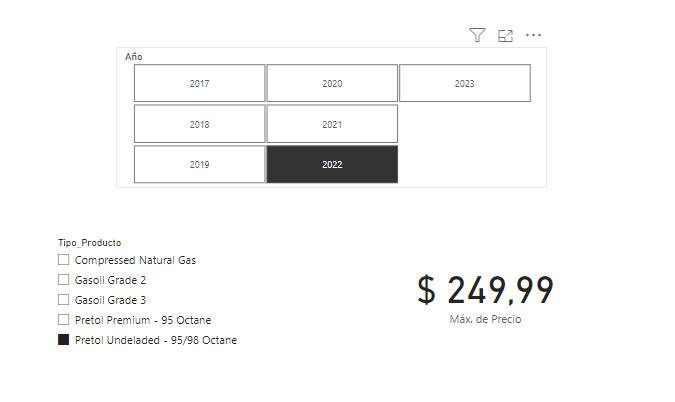 Año
2017 2020 2023
2018 2021
2019 2022
Tipo_Producto
Compressed Natural Gas
Gasoil Grade 2
Gasoil Grade 3
Pretol Premium - 95 Octane
Pretol Undeladed - 95/98 Octane
$ 249,99
Máx. de Precio